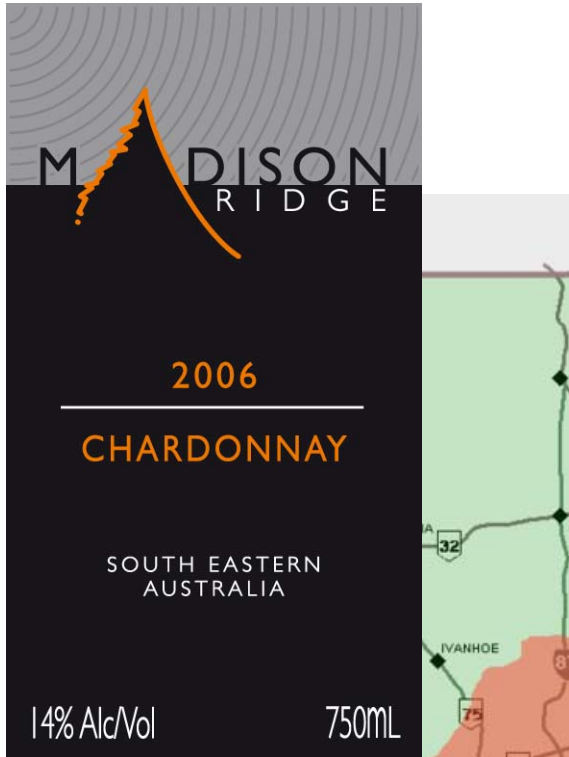 MADISON
RIDGE
2006
CHARDONNAY
SOUTH EASTERN
AUSTRALIA
14% Alc/Vol
750mL
32
IVANHOE
75